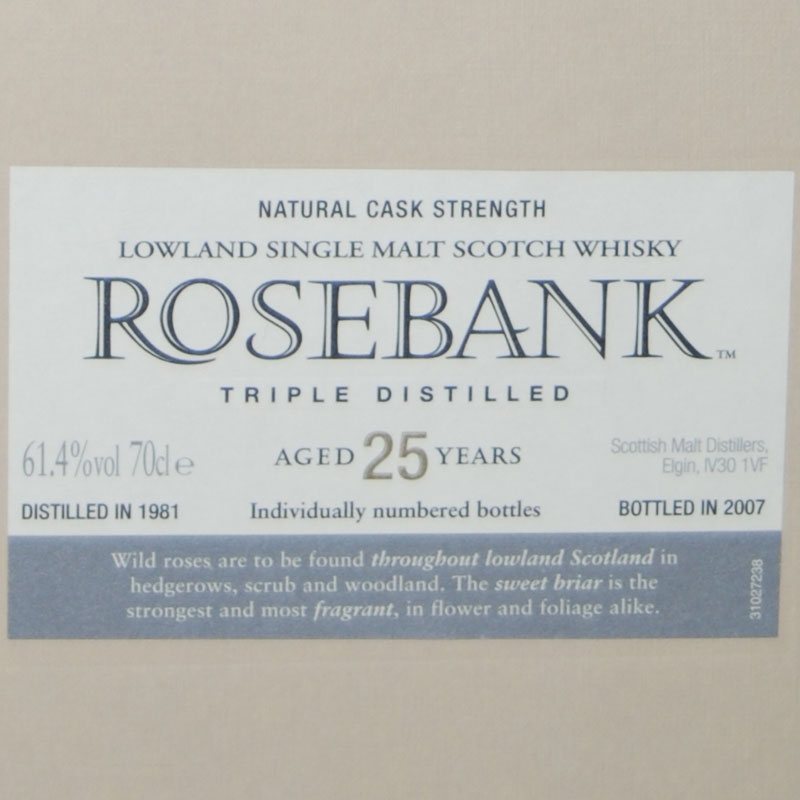 NATURAL CASK STRENGTH
LOWLAND SINGLE MALT SCOTCH WHISKY
ROSEBANK™
TRIPLE DISTILLED
61.4%vol 70cl e
AGED 25 YEARS
Scottish Malt Distillers,
Elgin, IV30 1VF
DISTILLED IN 1981
Individually numbered bottles
BOTTLED IN 2007
Wild roses are to be found throughout lowland Scotland in
hedgerows, scrub and woodland. The sweet briar is the
strongest and most fragrant, in flower and foliage alike.
31027238